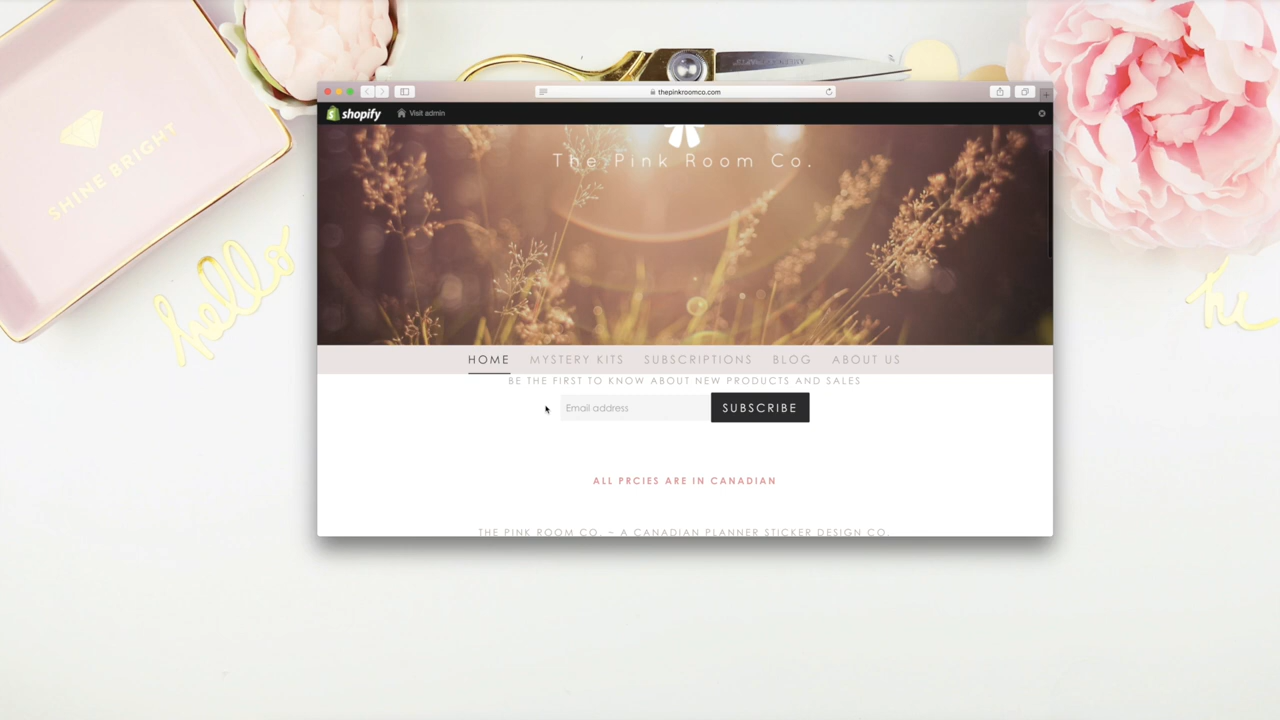 SHINE BRIGHT
hello
hi
thepinkroomco.com
shopify
Visit admin
The Pink Room Co.
HOME MYSTERY KITS SUBSCRIPTIONS BLOG ABOUT US
BE THE FIRST TO KNOW ABOUT NEW PRODUCTS AND SALES
Email address
SUBSCRIBE
ALL PRCIES ARE IN CANADIAN
THE PINK ROOM CO. ~ A CANADIAN PLANNER STICKER DESIGN CO.